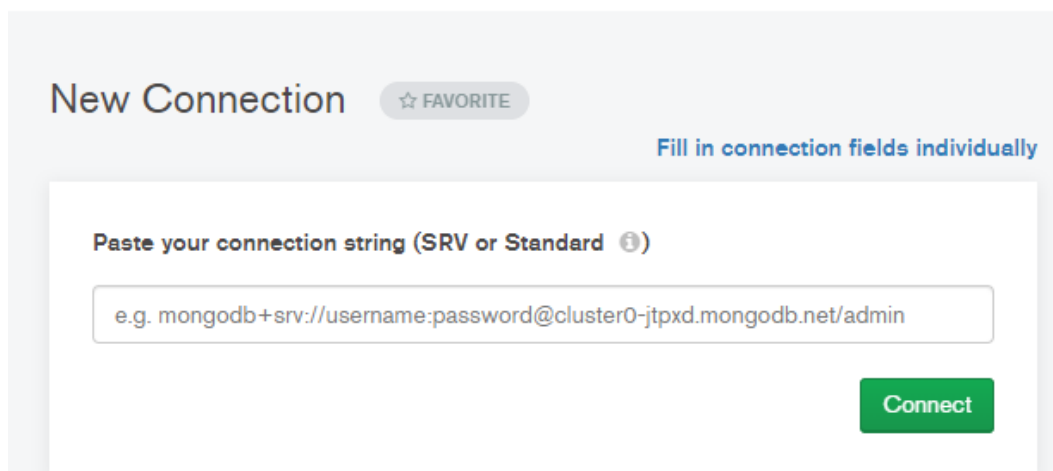 New Connection ☆ FAVORITE
Fill in connection fields individually
Paste your connection string (SRV or Standard ℹ)
e.g. mongodb+srv://username:password@cluster0-jtpxd.mongodb.net/admin
Connect